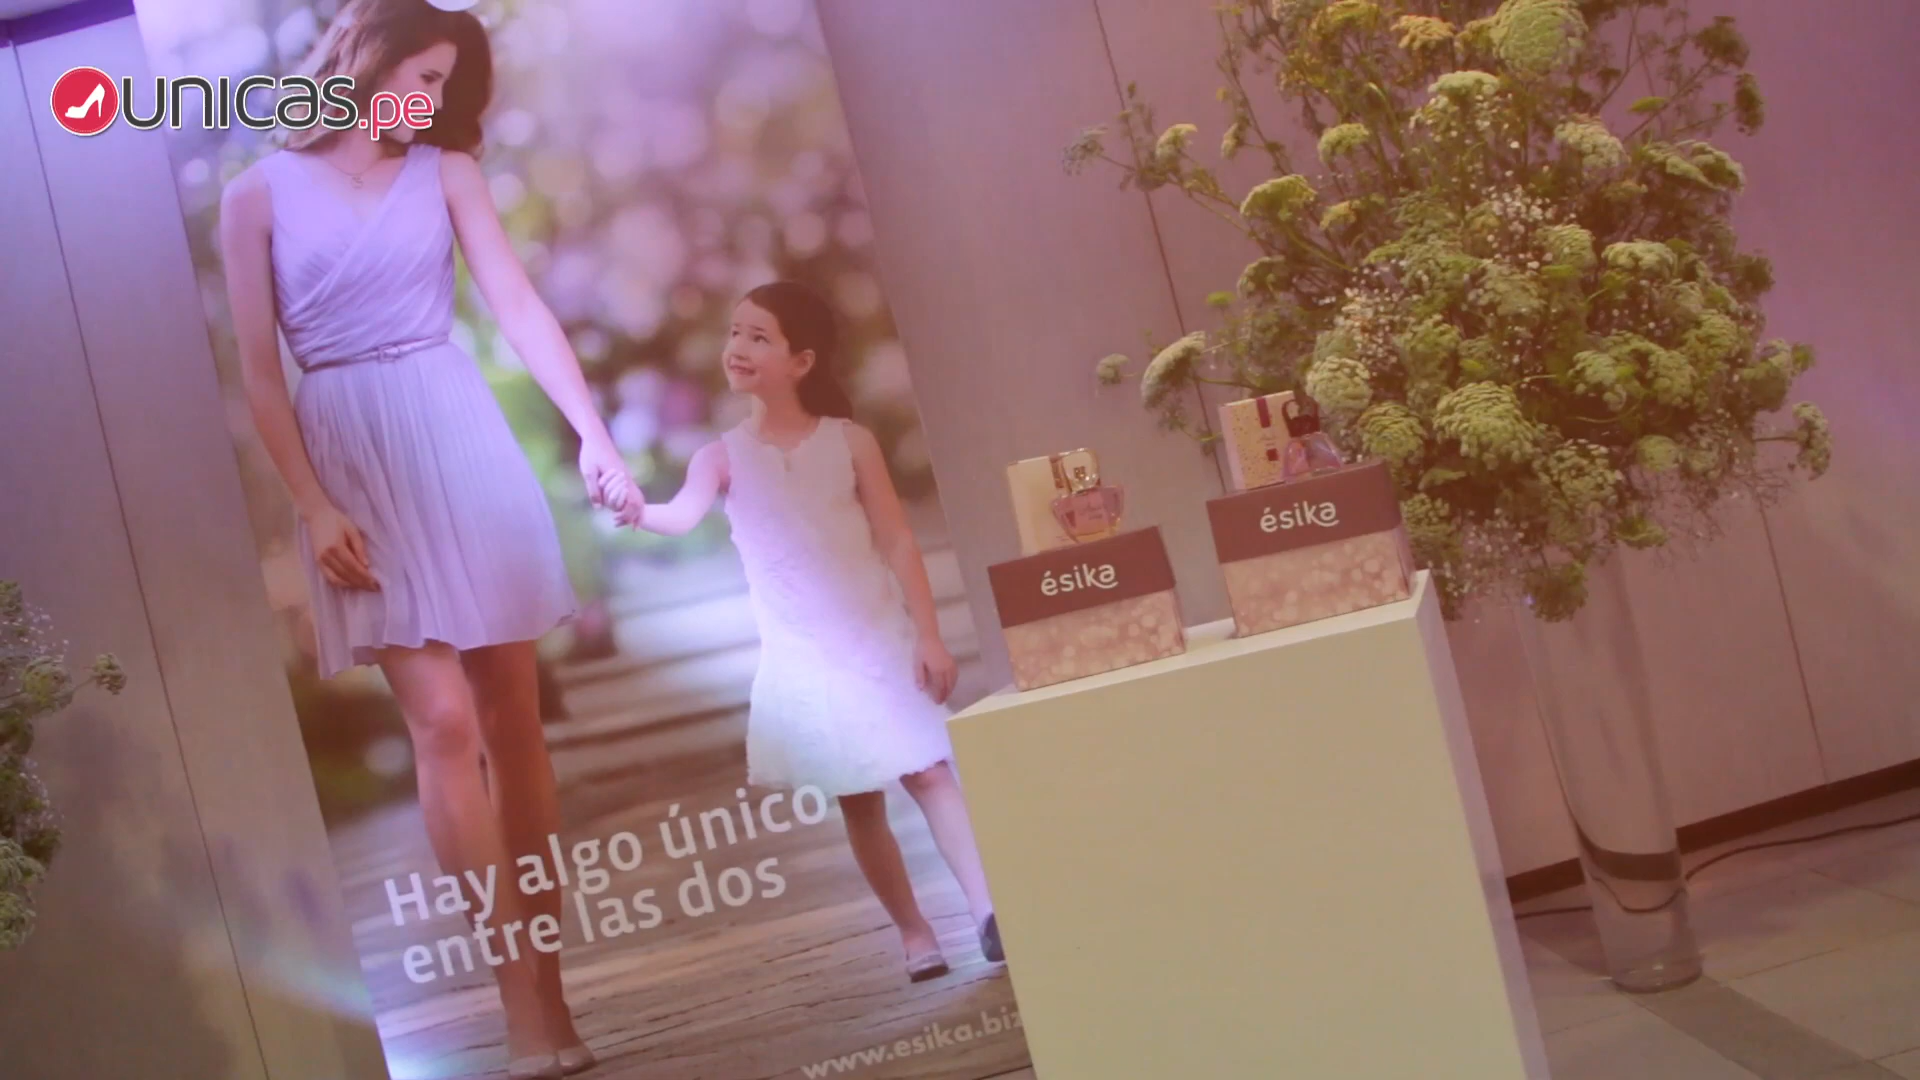 UNICAS.pe
ésika
ésika
Hay algo único
entre las dos
www.esika.biz